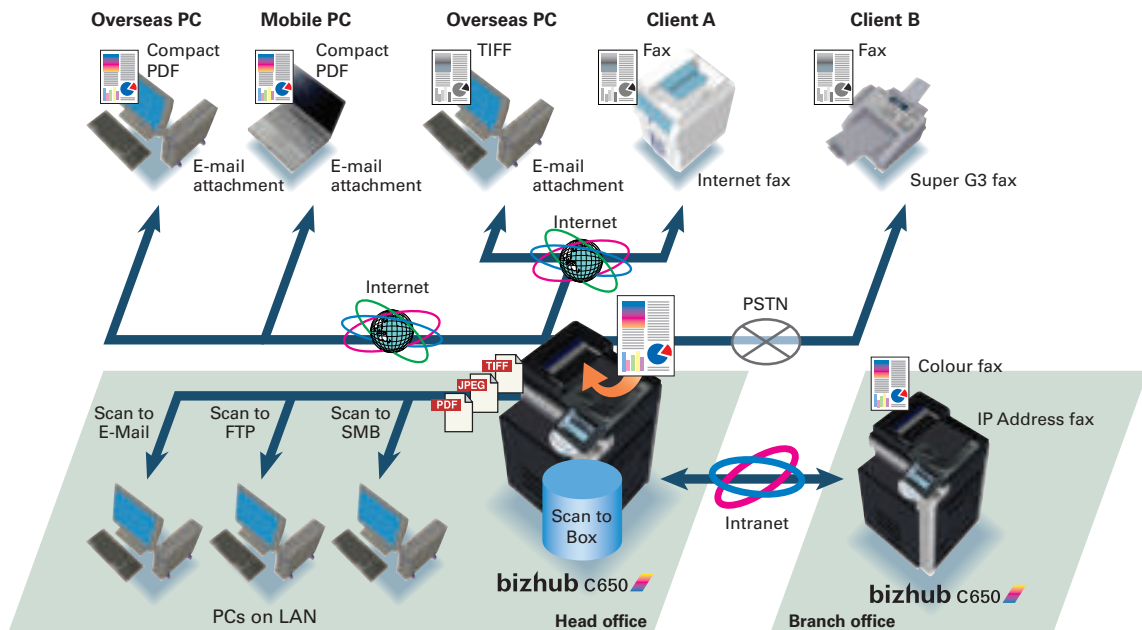 Overseas PC
Mobile PC
Overseas PC
Client A
Client B
Compact
PDF
Compact
PDF
TIFF
Fax
Fax
E-mail
attachment
E-mail
attachment
E-mail
attachment
Internet fax
Super G3 fax
Internet
Internet
PSTN
TIFF
JPEG
PDF
Colour fax
IP Address fax
Scan to
E-Mail
Scan to
FTP
Scan to
SMB
Scan to
Box
Intranet
bizhub C650
bizhub C650
PCs on LAN
Head office
Branch office